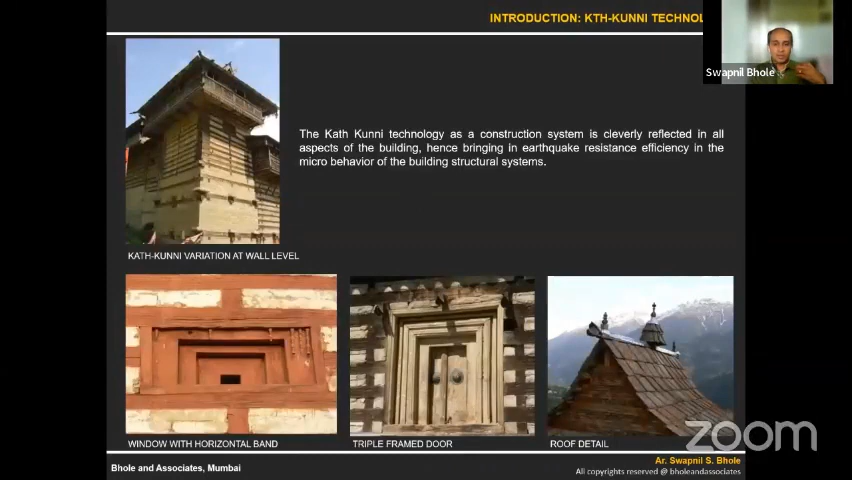 INTRODUCTION: KTH-KUNNI
Swapnil Bhole
The Kath Kunni technology as a construction system is cleverly reflected in all
aspects of the building, hence bringing in earthquake resistance efficiency in the
micro behavior of the building structural systems.
KATH-KUNNI VARIATION AT WALL LEVEL
WINDOW WITH HORIZONTAL BAND
TRIPLE FRAMED DOOR
ROOF DETAIL
zoom
Bhole and Associates, Mumbai
Ar. Swapnil S. Bhole
All copyrights reserved @ bholeandassociates